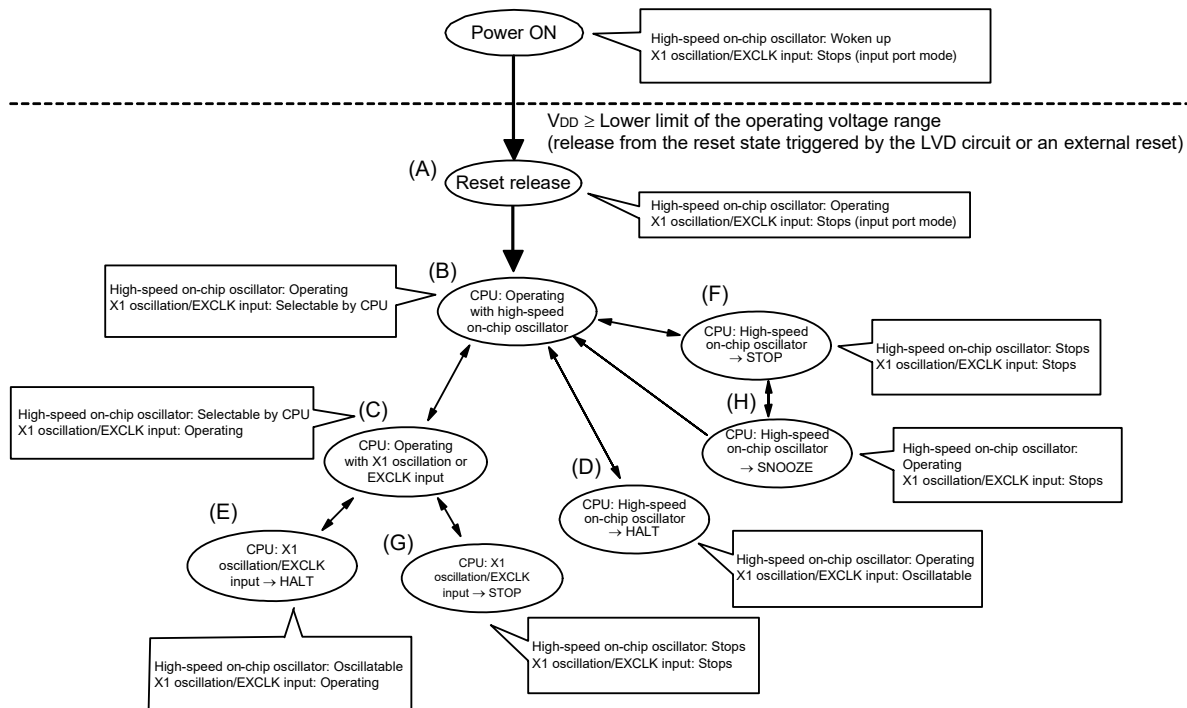 Power ON
High-speed on-chip oscillator: Woken up
X1 oscillation/EXCLK input: Stops (input port mode)
VDD ≥ Lower limit of the operating voltage range
(release from the reset state triggered by the LVD circuit or an external reset)
(A)
Reset release
High-speed on-chip oscillator: Operating
X1 oscillation/EXCLK input: Stops (input port mode)
(B)
High-speed on-chip oscillator: Operating
X1 oscillation/EXCLK input: Selectable by CPU
CPU: Operating
with high-speed
on-chip oscillator
(F)
CPU: High-speed
on-chip oscillator
→ STOP
High-speed on-chip oscillator: Stops
X1 oscillation/EXCLK input: Stops
High-speed on-chip oscillator: Selectable by CPU
X1 oscillation/EXCLK input: Operating
(C)
CPU: Operating
with X1 oscillation or
EXCLK input
(H)
CPU: High-speed
on-chip oscillator
→ SNOOZE
High-speed on-chip oscillator:
Operating
X1 oscillation/EXCLK input: Stops
(D)
CPU: High-speed
on-chip oscillator
→ HALT
High-speed on-chip oscillator: Operating
X1 oscillation/EXCLK input: Oscillatable
(E)
CPU: X1
oscillation/EXCLK
input → HALT
(G)
CPU: X1
oscillation/EXCLK
input → STOP
High-speed on-chip oscillator: Oscillatable
X1 oscillation/EXCLK input: Operating
High-speed on-chip oscillator: Stops
X1 oscillation/EXCLK input: Stops